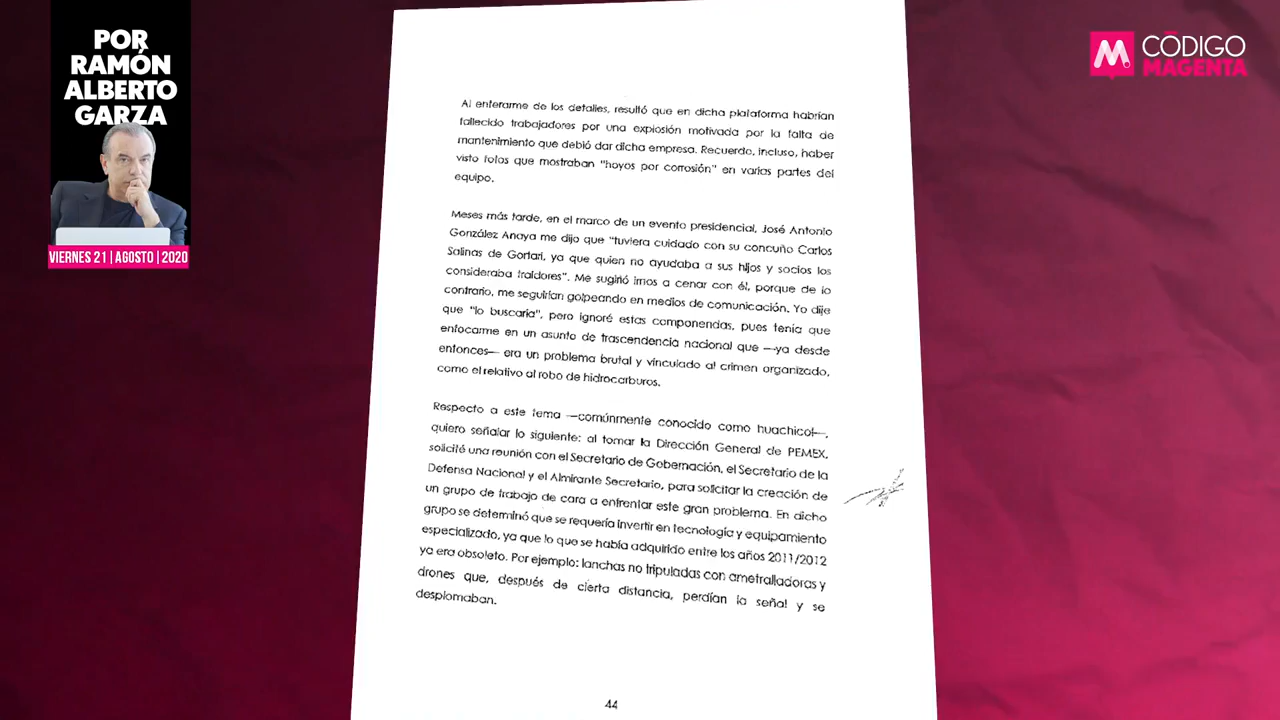 POR
RAMÓN
ALBERTO
GARZA
VIERNES 21 | AGOSTO | 2020
CÓDIGO
MAGENTA
Al enterarme de los detalles, resultó que en dicha plataforma habrían
fallecido trabajadores por una explosión motivada por la falta de
mantenimiento que debió dar dicha empresa. Recuerdo, incluso, haber
visto fotos que mostraban "hoyos por corrosión" en varias partes del
equipo.
Meses más tarde, en el marco de un evento presidencial, José Antonio
González Anaya me dijo que "tuviera cuidado con su concuño Carlos
Salinas de Gortari, ya que quien no ayudaba a sus hijos y socios los
consideraba traidores". Me sugirió irnos a cenar con él, porque de lo
contrario, me seguirían golpeando en medios de comunicación. Yo dije
que "lo buscaría", pero ignoré estas componendas, pues tenía que
enfocarme en un asunto de trascendencia nacional que —ya desde
entonces— era un problema brutal y vinculado al crimen organizado,
como el relativo al robo de hidrocarburos.
Respecto a este tema —comúnmente conocido como huachicol—,
quiero señalar lo siguiente: al tomar la Dirección General de PEMEX,
solicité una reunión con el Secretario de Gobernación, el Secretario de la
Defensa Nacional y el Almirante Secretario, para solicitar la creación de
un grupo de trabajo de cara a enfrentar este gran problema. En dicho
grupo se determinó que se requería invertir en tecnología y equipamiento
especializado, ya que lo que se había adquirido entre los años 2011/2012
ya era obsoleto. Por ejemplo: lanchas no tripuladas con ametralladoras y
drones que, después de cierta distancia, perdían la señal y se
desplomaban.
44